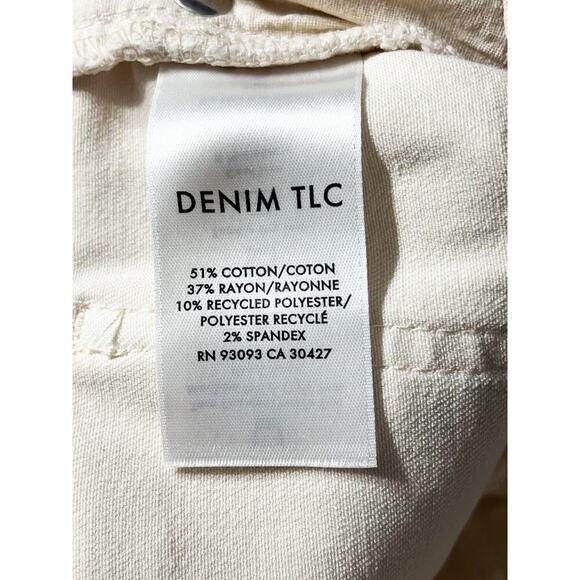 DENIM TLC
51% COTTON/COTON
37% RAYON/RAYONNE
10% RECYCLED POLYESTER/
POLYESTER RECYCLÉ
2% SPANDEX
RN 93093 CA 30427